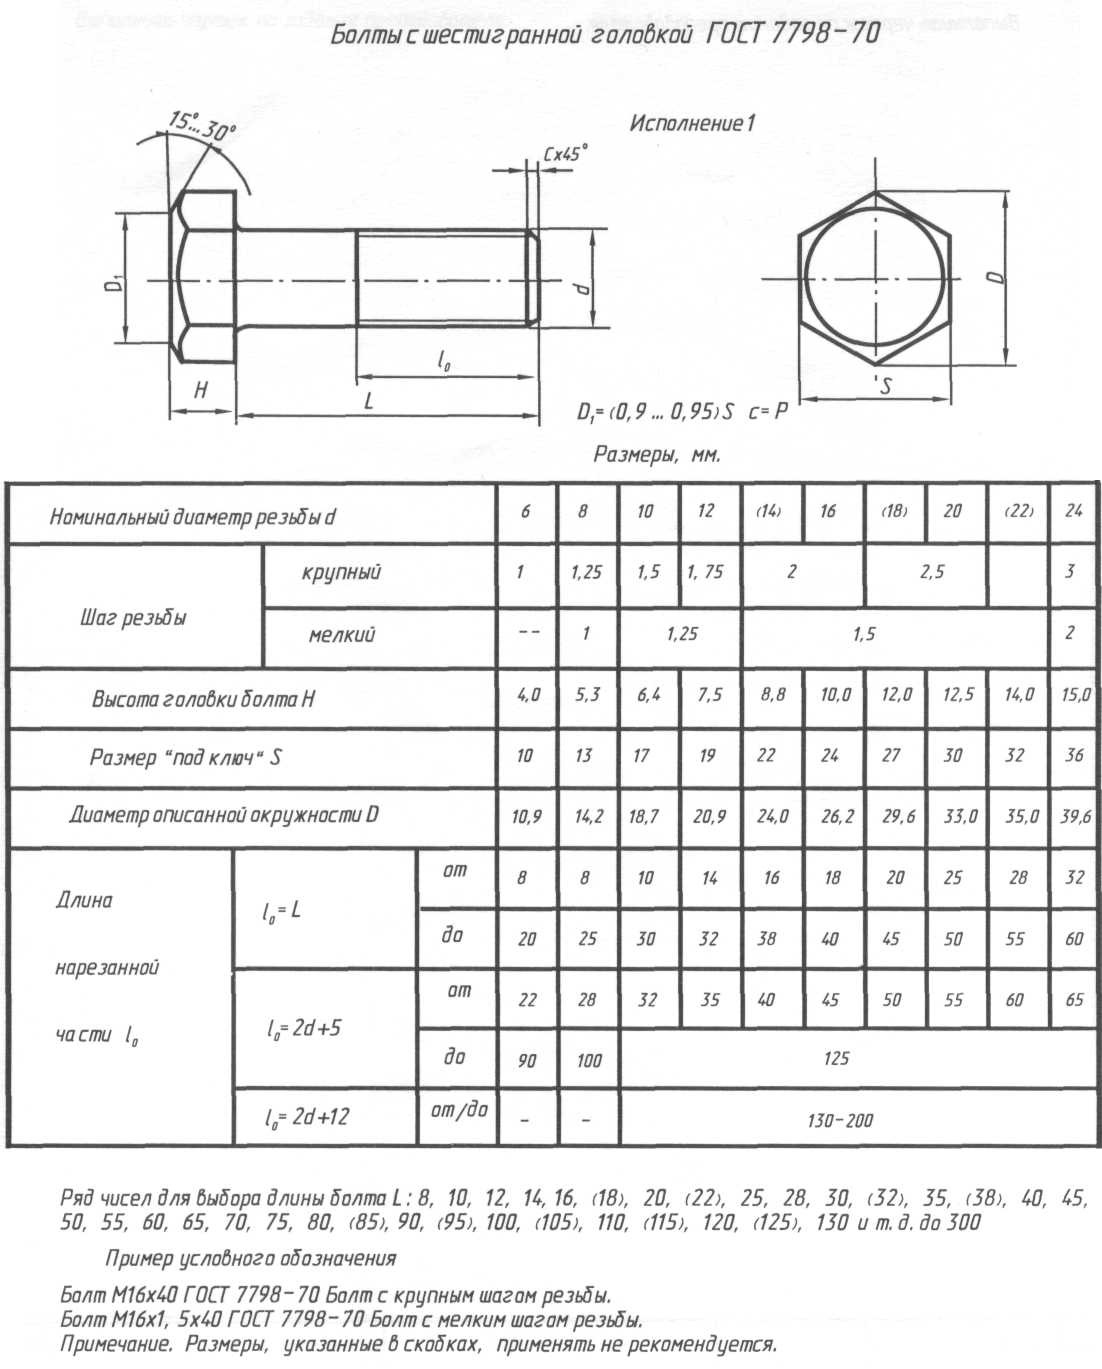 Болты с шестигранной головкой ГОСТ 7798-70
Исполнение 1
15°...30°
Cx45°
D₁
d
D
l₀
H
L
S
D₁=(0,9 ... 0,95)S c=P
Размеры, мм.
Номинальный диаметр резьбы d 6 8 10 12 (14) 16 (18) 20 (22) 24
Шаг резьбы
крупный 1 1,25 1,5 1,75 2 2,5 3
мелкий -- 1 1,25 1,5 2
Высота головки болта H 4,0 5,3 6,4 7,5 8,8 10,0 12,0 12,5 14,0 15,0
Размер "под ключ" S 10 13 17 19 22 24 27 30 32 36
Диаметр описанной окружности D 10,9 14,2 18,7 20,9 24,0 26,2 29,6 33,0 35,0 39,6
Длина
нарезанной
части l₀
l₀=L
от 8 8 10 14 16 18 20 25 28 32
до 20 25 30 32 38 40 45 50 55 60
l₀=2d+5
от 22 28 32 35 40 45 50 55 60 65
до 90 100 125
l₀=2d+12 от/до - - 130-200
Ряд чисел для выбора длины болта L: 8, 10, 12, 14, 16, (18), 20, (22), 25, 28, 30, (32), 35, (38), 40, 45,
50, 55, 60, 65, 70, 75, 80, (85), 90, (95), 100, (105), 110, (115), 120, (125), 130 и т. д. до 300
Пример условного обозначения
Болт М16х40 ГОСТ 7798-70 Болт с крупным шагом резьбы.
Болт М16х1, 5х40 ГОСТ 7798-70 Болт с мелким шагом резьбы.
Примечание. Размеры, указанные в скобках, применять не рекомендуется.